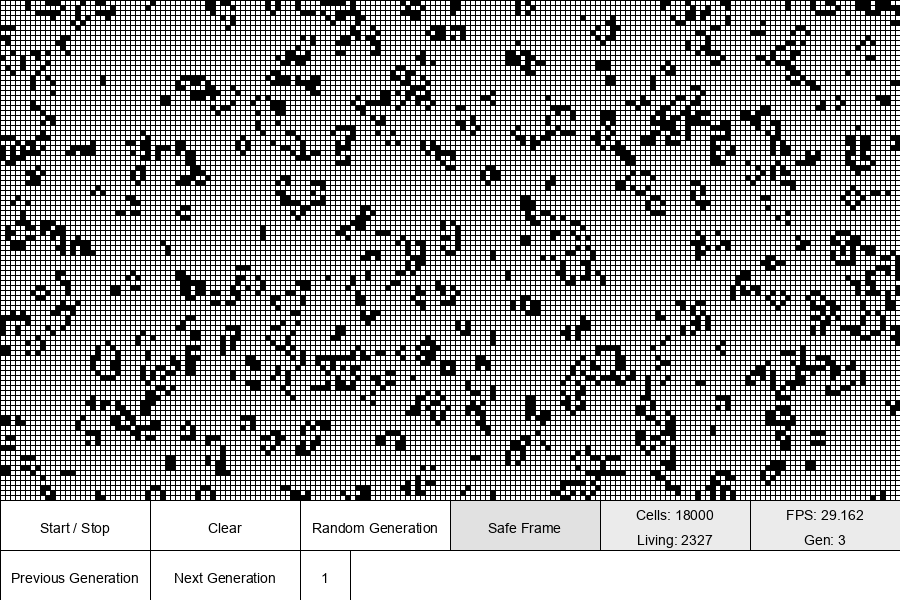 Start / Stop
Clear
Random Generation
Safe Frame
Cells: 18000
Living: 2327
FPS: 29.162
Gen: 3
Previous Generation
Next Generation
1